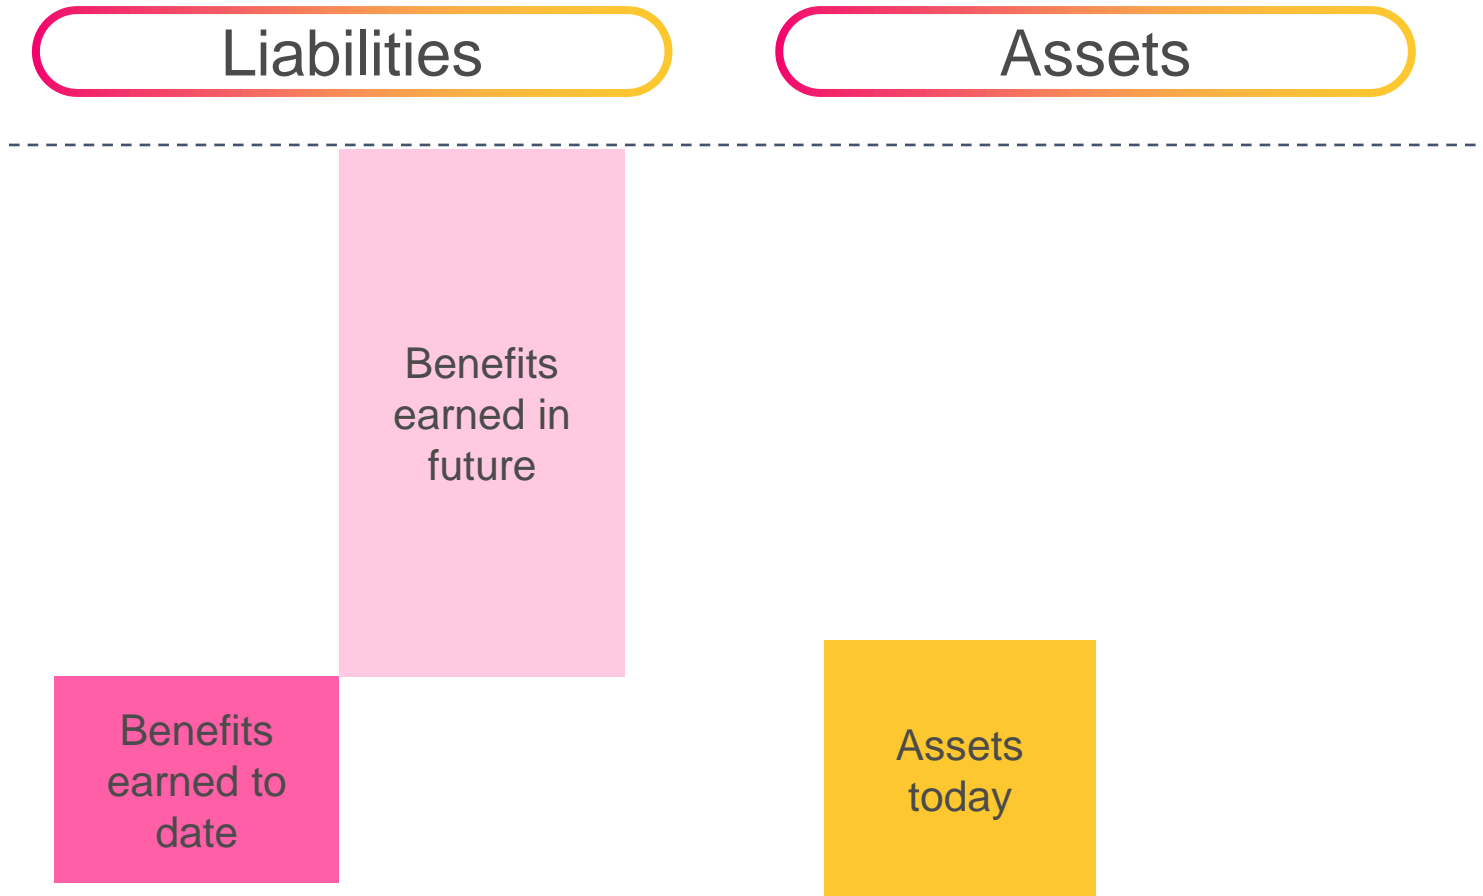 Liabilities
Assets
Benefits
earned in
future
Benefits
earned to
date
Assets
today